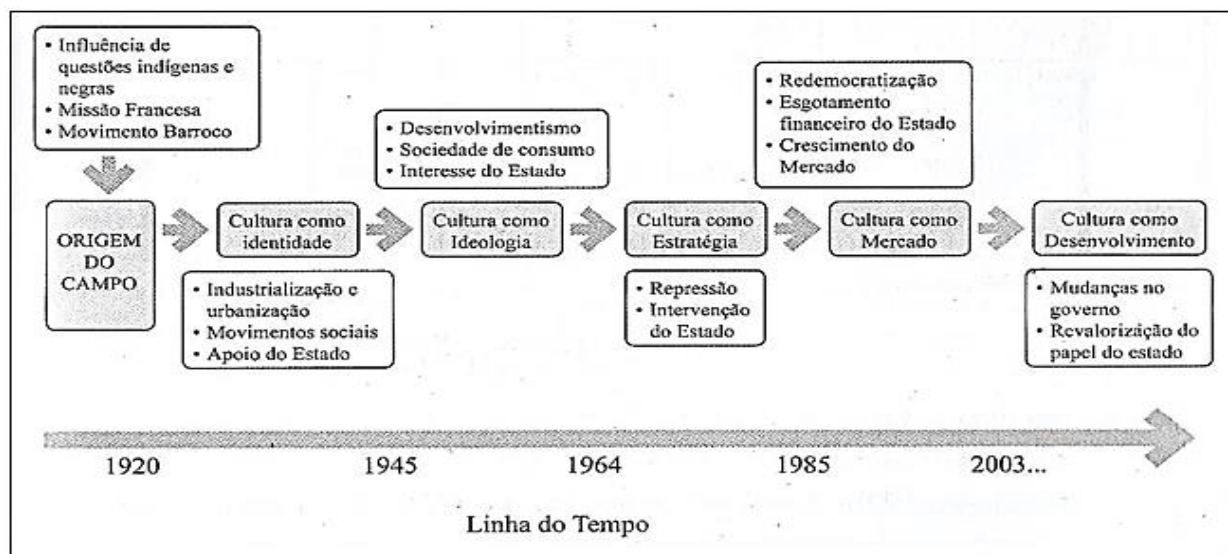 • Influência de
questões indígenas e
negras
• Missão Francesa
• Movimento Barroco
• Desenvolvimentismo
• Sociedade de consumo
• Interesse do Estado
• Redemocratização
• Esgotamento
financeiro do Estado
• Crescimento do
Mercado
ORIGEM
DO
CAMPO
Cultura como
identidade
Cultura como
Ideologia
Cultura como
Estratégia
Cultura como
Mercado
Cultura como
Desenvolvimento
• Industrialização e
urbanização
• Movimentos sociais
• Apoio do Estado
• Repressão
• Intervenção
do Estado
• Mudanças no
governo
• Revalorização do
papel do estado
1920
1945
1964
1985
2003...
Linha do Tempo